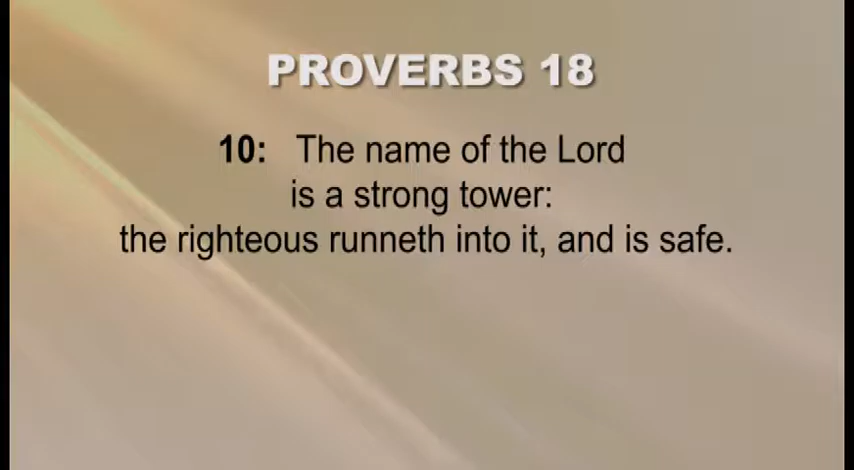 PROVERBS 18
10: The name of the Lord
is a strong tower:
the righteous runneth into it, and is safe.